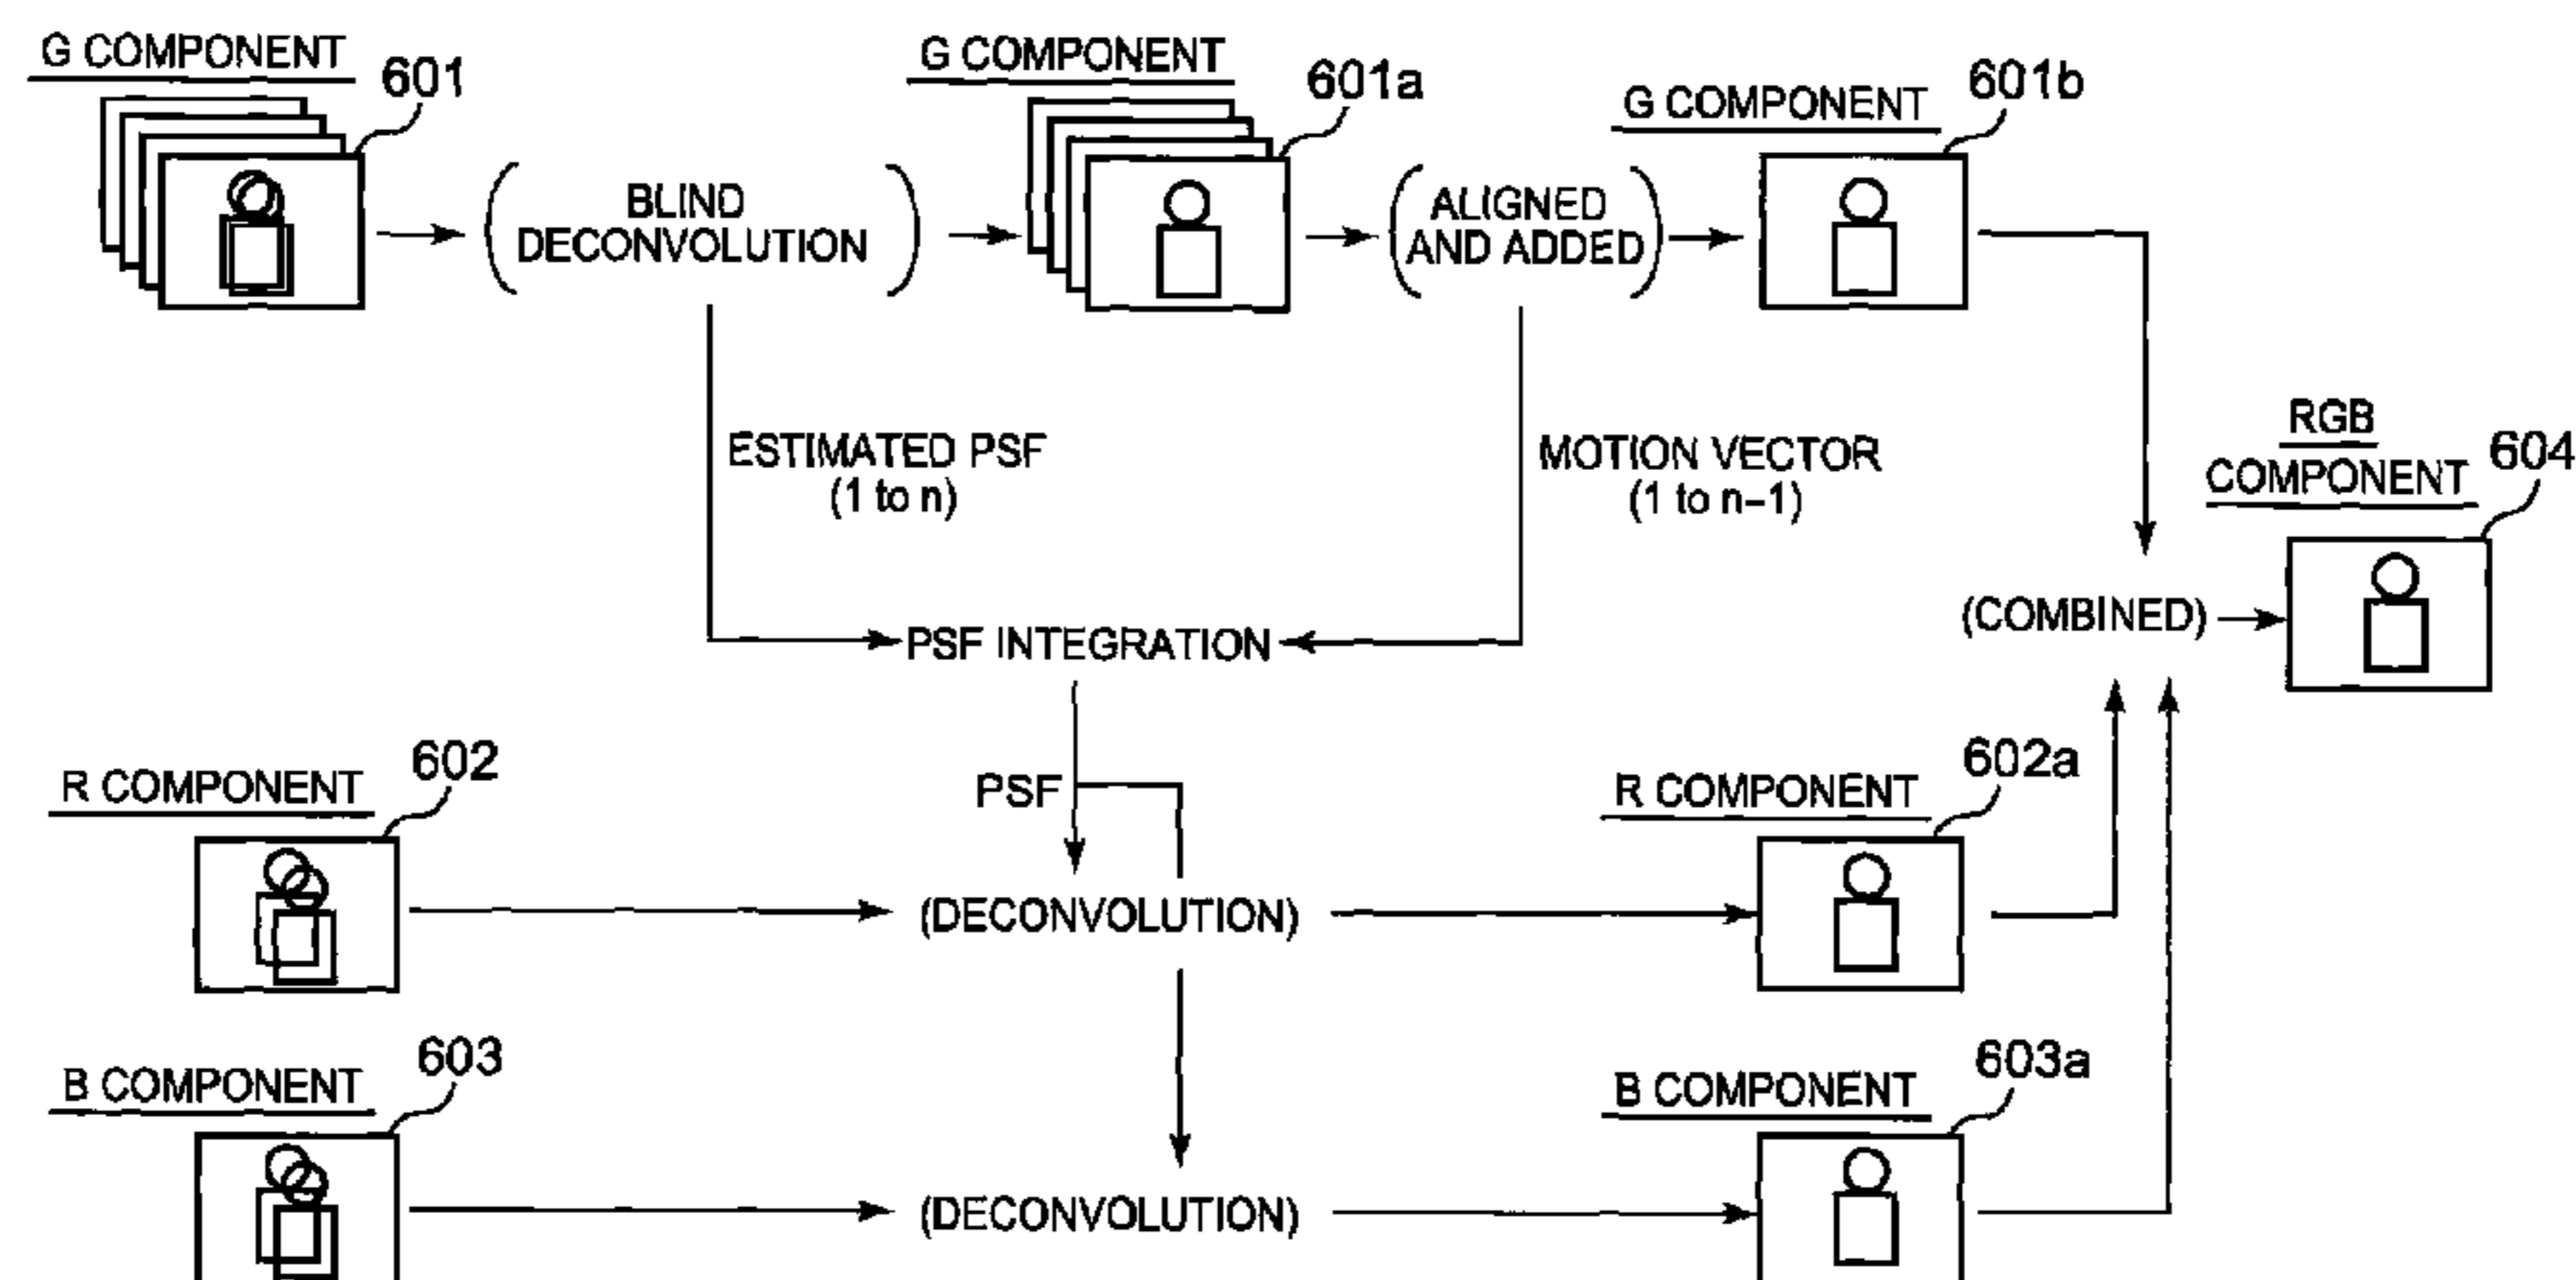 G COMPONENT
601
G COMPONENT
601a
G COMPONENT
601b
BLIND
DECONVOLUTION
ALIGNED
AND ADDED
ESTIMATED PSF
(1 to n)
MOTION VECTOR
(1 to n-1)
RGB
COMPONENT
604
PSF INTEGRATION
(COMBINED)
PSF
R COMPONENT
602
(DECONVOLUTION)
R COMPONENT
602a
B COMPONENT
603
(DECONVOLUTION)
B COMPONENT
603a